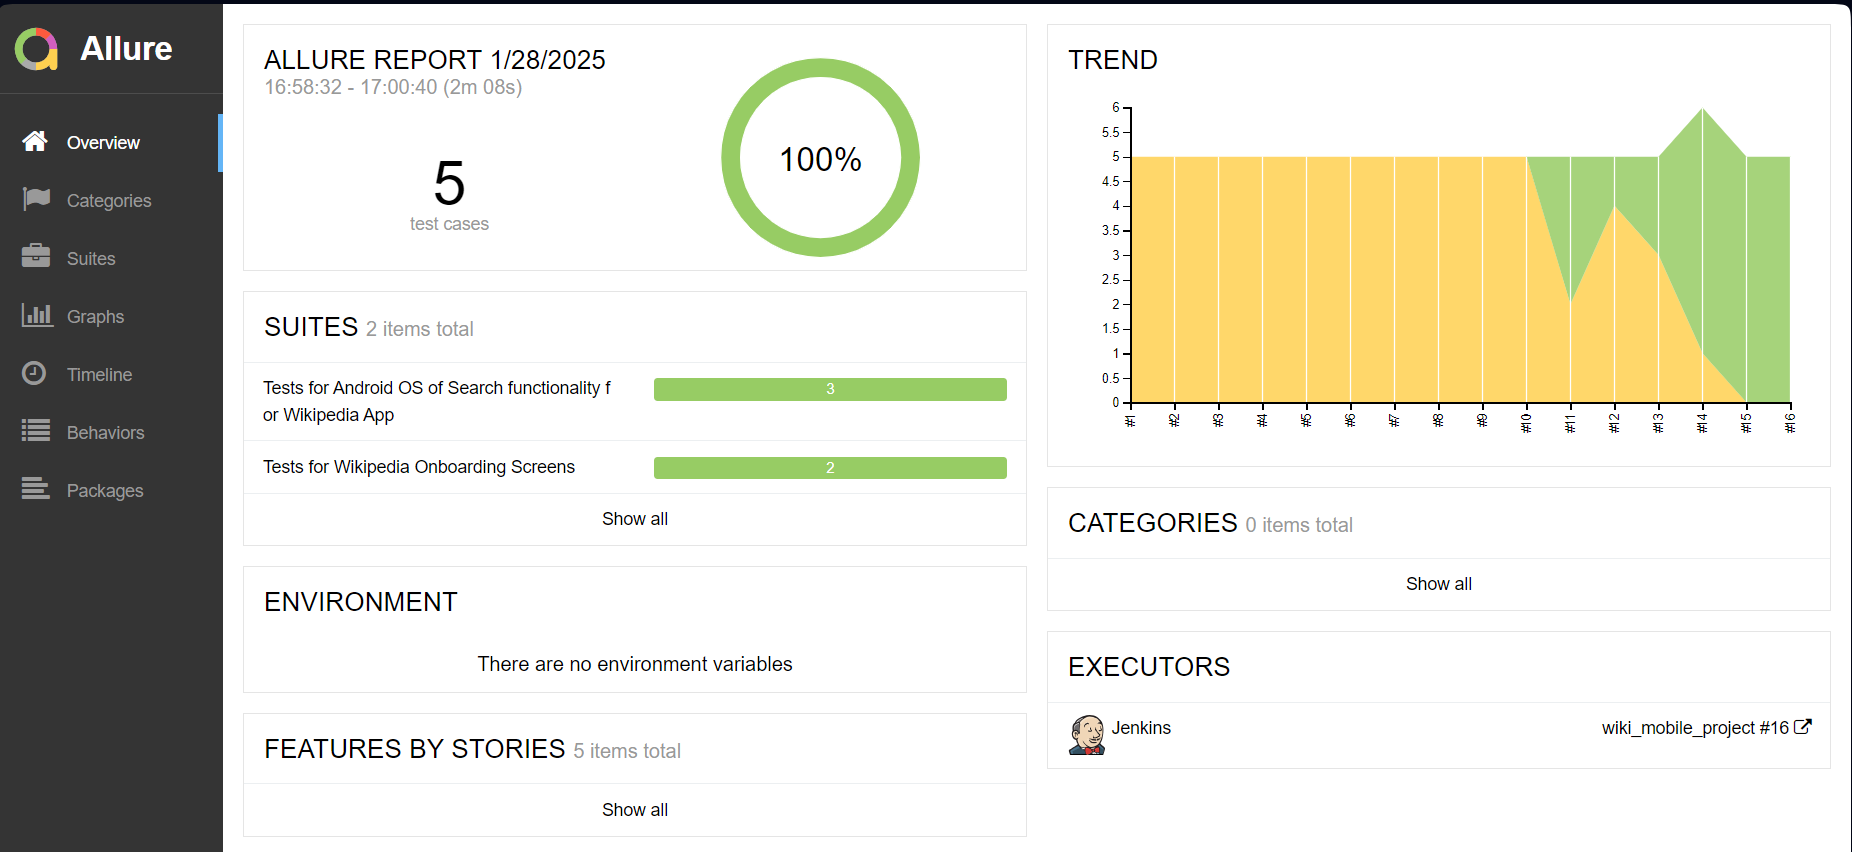 Allure
Overview
Categories
Suites
Graphs
Timeline
Behaviors
Packages
ALLURE REPORT 1/28/2025
16:58:32 - 17:00:40 (2m 08s)
5
test cases
100%
SUITES 2 items total
Tests for Android OS of Search functionality f
or Wikipedia App
3
Tests for Wikipedia Onboarding Screens
2
Show all
ENVIRONMENT
There are no environment variables
FEATURES BY STORIES 5 items total
Show all
TREND
6
5.5
5
4.5
4
3.5
3
2.5
2
1.5
1
0.5
0
#1
#2
#3
#4
#5
#6
#7
#8
#9
#10
#11
#12
#13
#14
#15
#16
CATEGORIES 0 items total
Show all
EXECUTORS
Jenkins
wiki_mobile_project #16